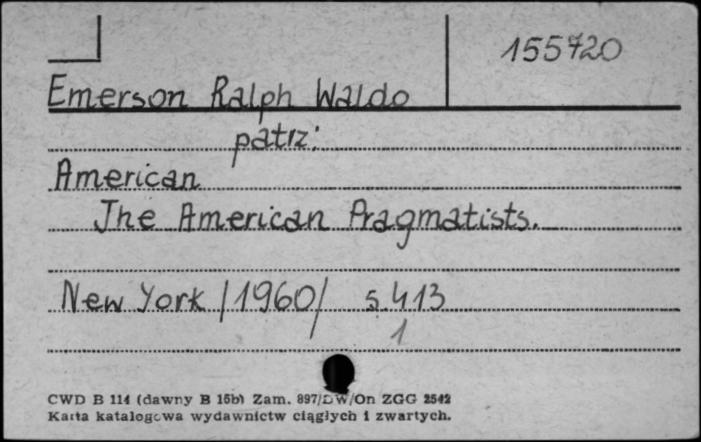 155720
Emerson Ralph Waldo
patrz:
American
The American Pragmatists.
New York /1960/ s.413
1
CWD B 114 (dawny B 15b) Zam. 897/DW/On ZGG 2542
Karta katalogowa wydawnictw ciągłych i zwartych.